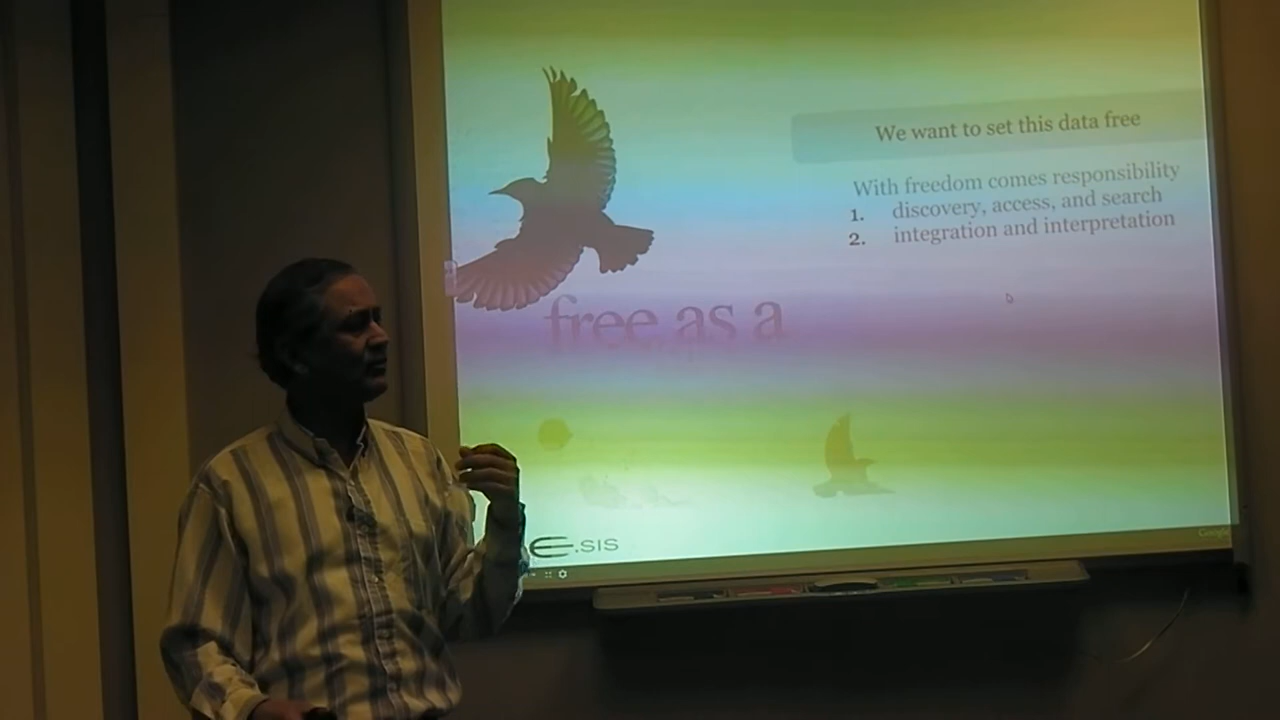 We want to set this data free
With freedom comes responsibility
1. discovery, access, and search
2. integration and interpretation
free as a
E.SIS
Google